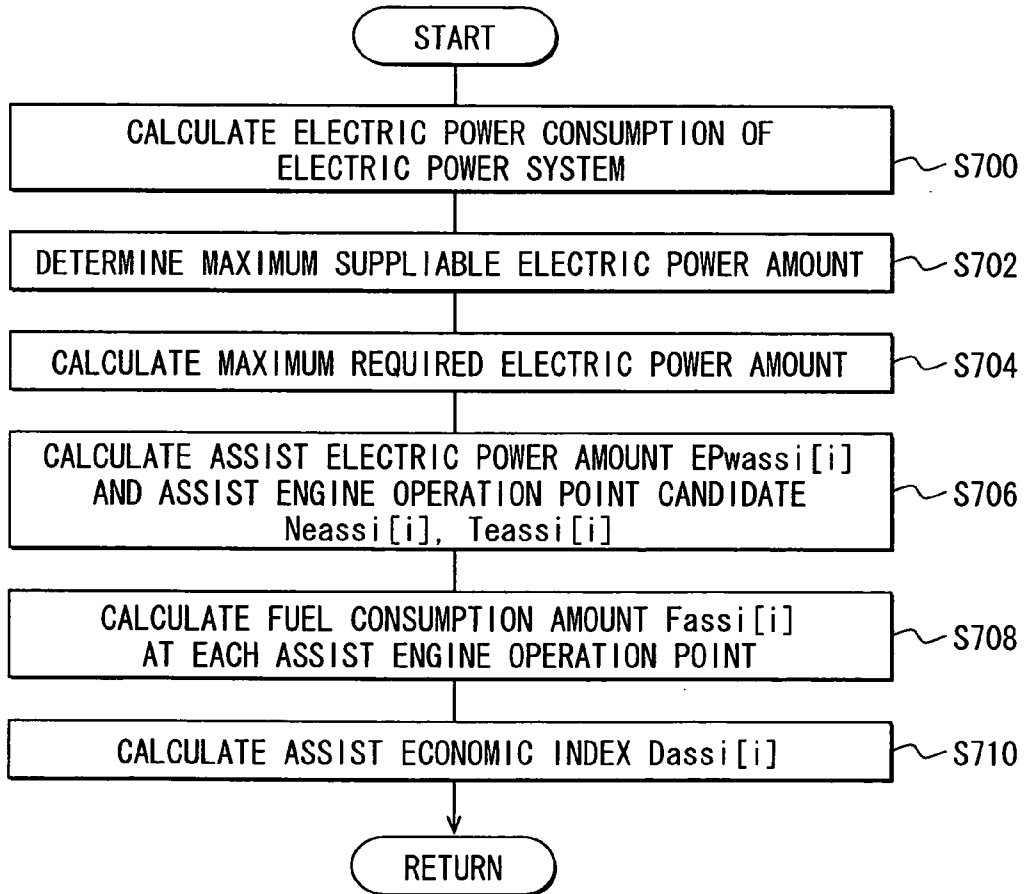 START
CALCULATE ELECTRIC POWER CONSUMPTION OF
ELECTRIC POWER SYSTEM
S700
DETERMINE MAXIMUM SUPPLIABLE ELECTRIC POWER AMOUNT
S702
CALCULATE MAXIMUM REQUIRED ELECTRIC POWER AMOUNT
S704
CALCULATE ASSIST ELECTRIC POWER AMOUNT EPwassi[i]
AND ASSIST ENGINE OPERATION POINT CANDIDATE
Neassi[i], Teassi[i]
S706
CALCULATE FUEL CONSUMPTION AMOUNT Fassi[i]
AT EACH ASSIST ENGINE OPERATION POINT
S708
CALCULATE ASSIST ECONOMIC INDEX Dassi[i]
S710
RETURN